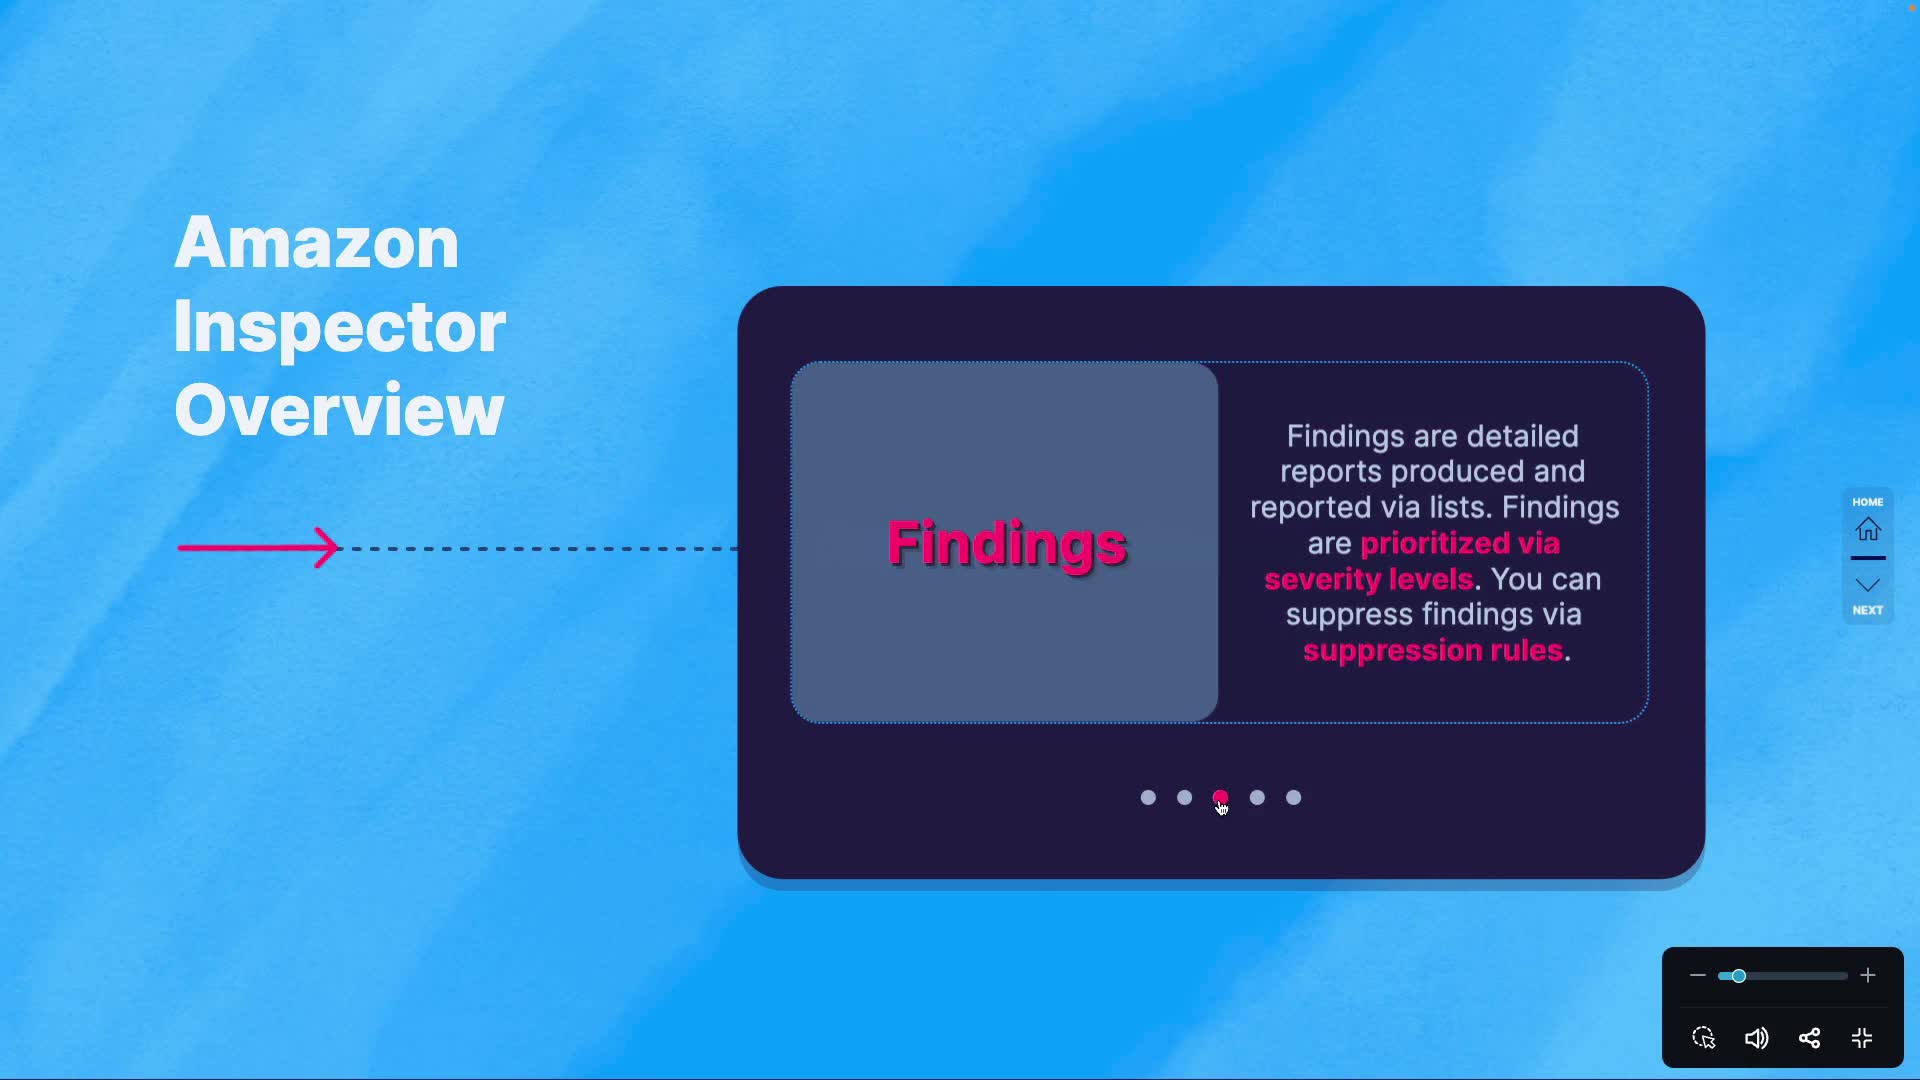 Amazon
Inspector
Overview
Findings
Findings are detailed
reports produced and
reported via lists. Findings
are prioritized via
severity levels. You can
suppress findings via
suppression rules.
HOME
NEXT